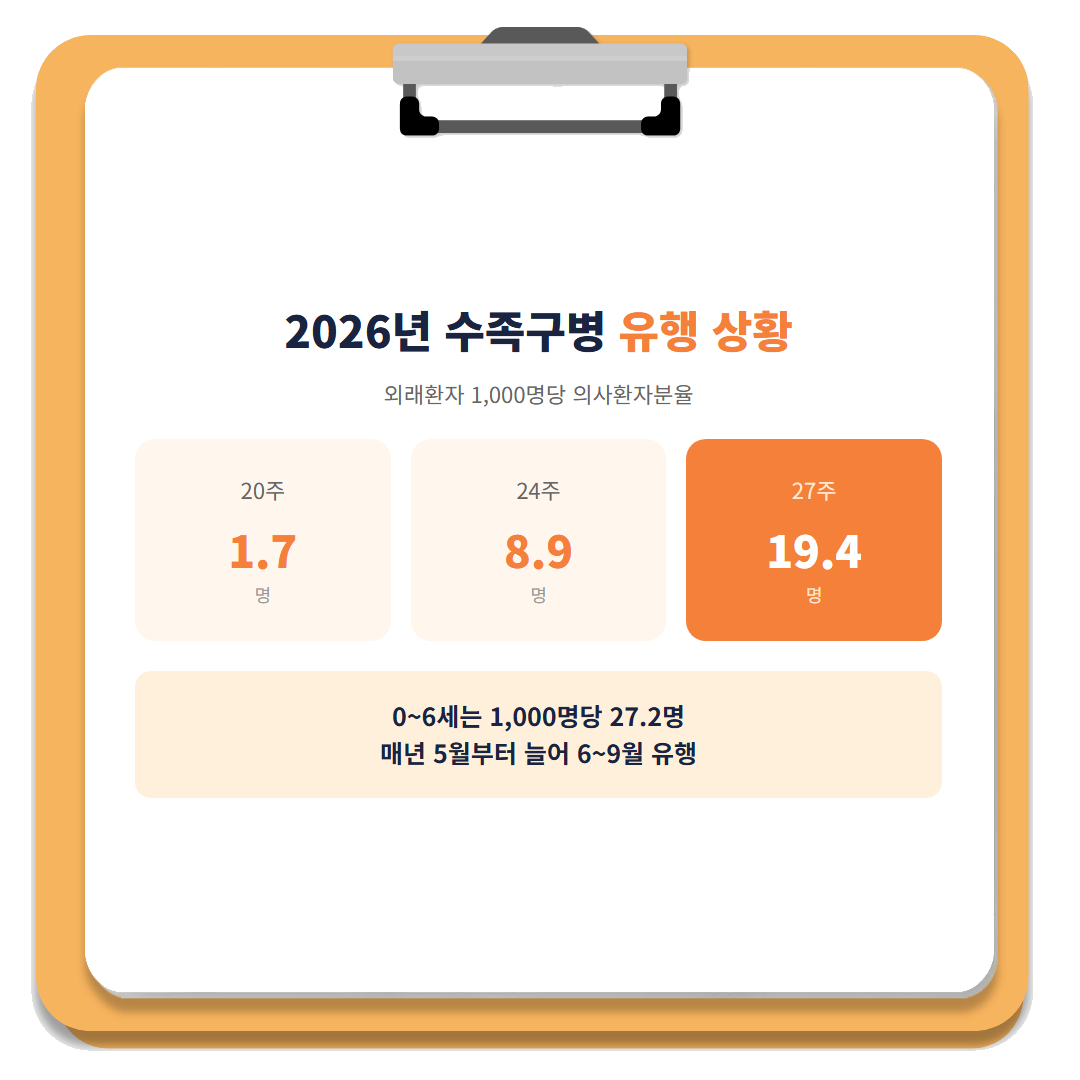 2026년 수족구병 유행 상황
외래환자 1,000명당 의사환자분율
20주
1.7
명
24주
8.9
명
27주
19.4
명
0~6세는 1,000명당 27.2명
매년 5월부터 늘어 6~9월 유행